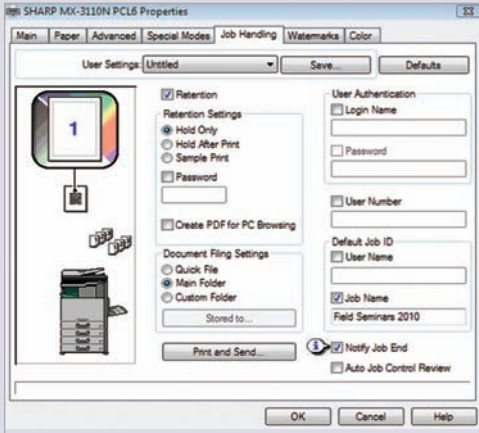 SHARP MX-3110N PCL6 Properties
Main Paper Advanced Special Modes Job Handling Watermarks Color
User Settings: Untitled Save... Defaults
1
Retention
Retention Settings
Hold Only
Hold After Print
Sample Print
Password
Create PDF for PC Browsing
Document Filing Settings
Quick File
Main Folder
Custom Folder
Stored to...
Print and Send...
User Authentication
Login Name
Password
User Number
Default Job ID
User Name
Job Name
Field Seminars 2010
Notify Job End
Auto Job Control Review
OK Cancel Help